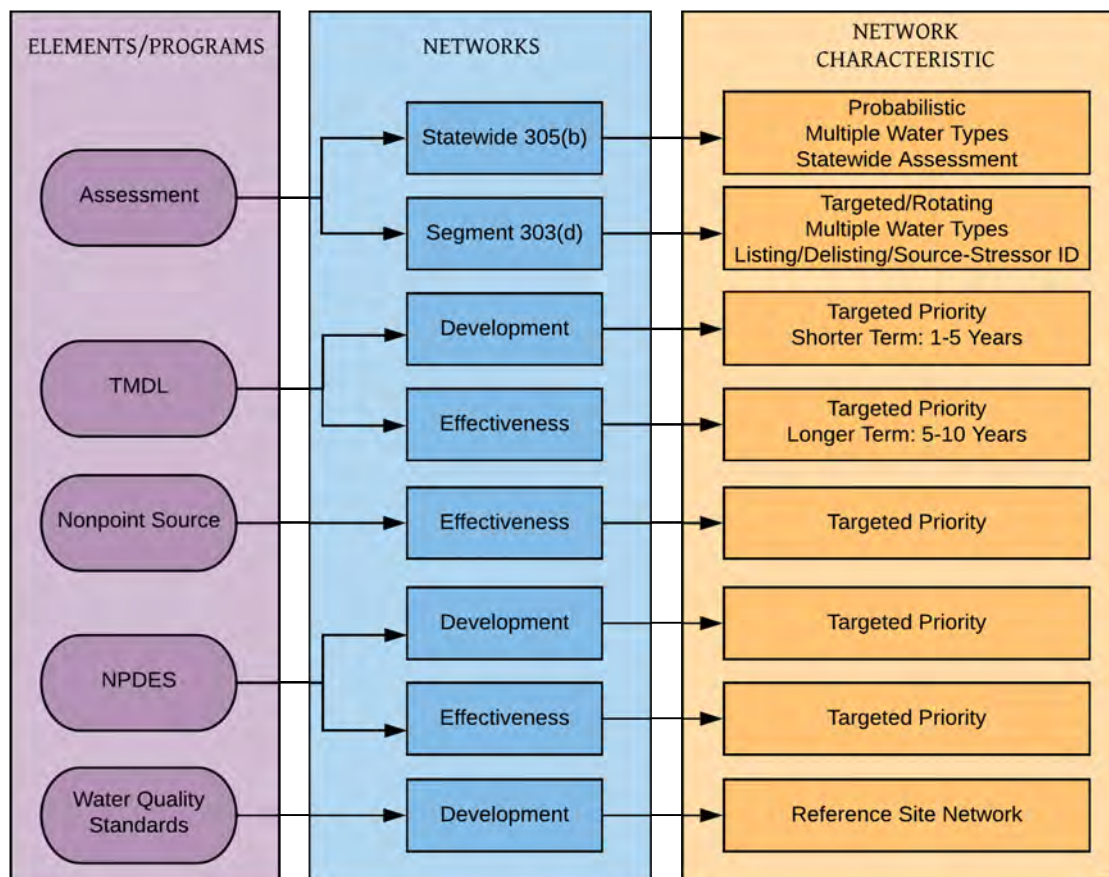 ELEMENTS/PROGRAMS
Assessment
TMDL
Nonpoint Source
NPDES
Water Quality
Standards
NETWORKS
Statewide 305(b)
Segment 303(d)
Development
Effectiveness
Effectiveness
Development
Effectiveness
Development
NETWORK
CHARACTERISTIC
Probabilistic
Multiple Water Types
Statewide Assessment
Targeted/Rotating
Multiple Water Types
Listing/Delisting/Source-Stressor ID
Targeted Priority
Shorter Term: 1-5 Years
Targeted Priority
Longer Term: 5-10 Years
Targeted Priority
Targeted Priority
Targeted Priority
Reference Site Network